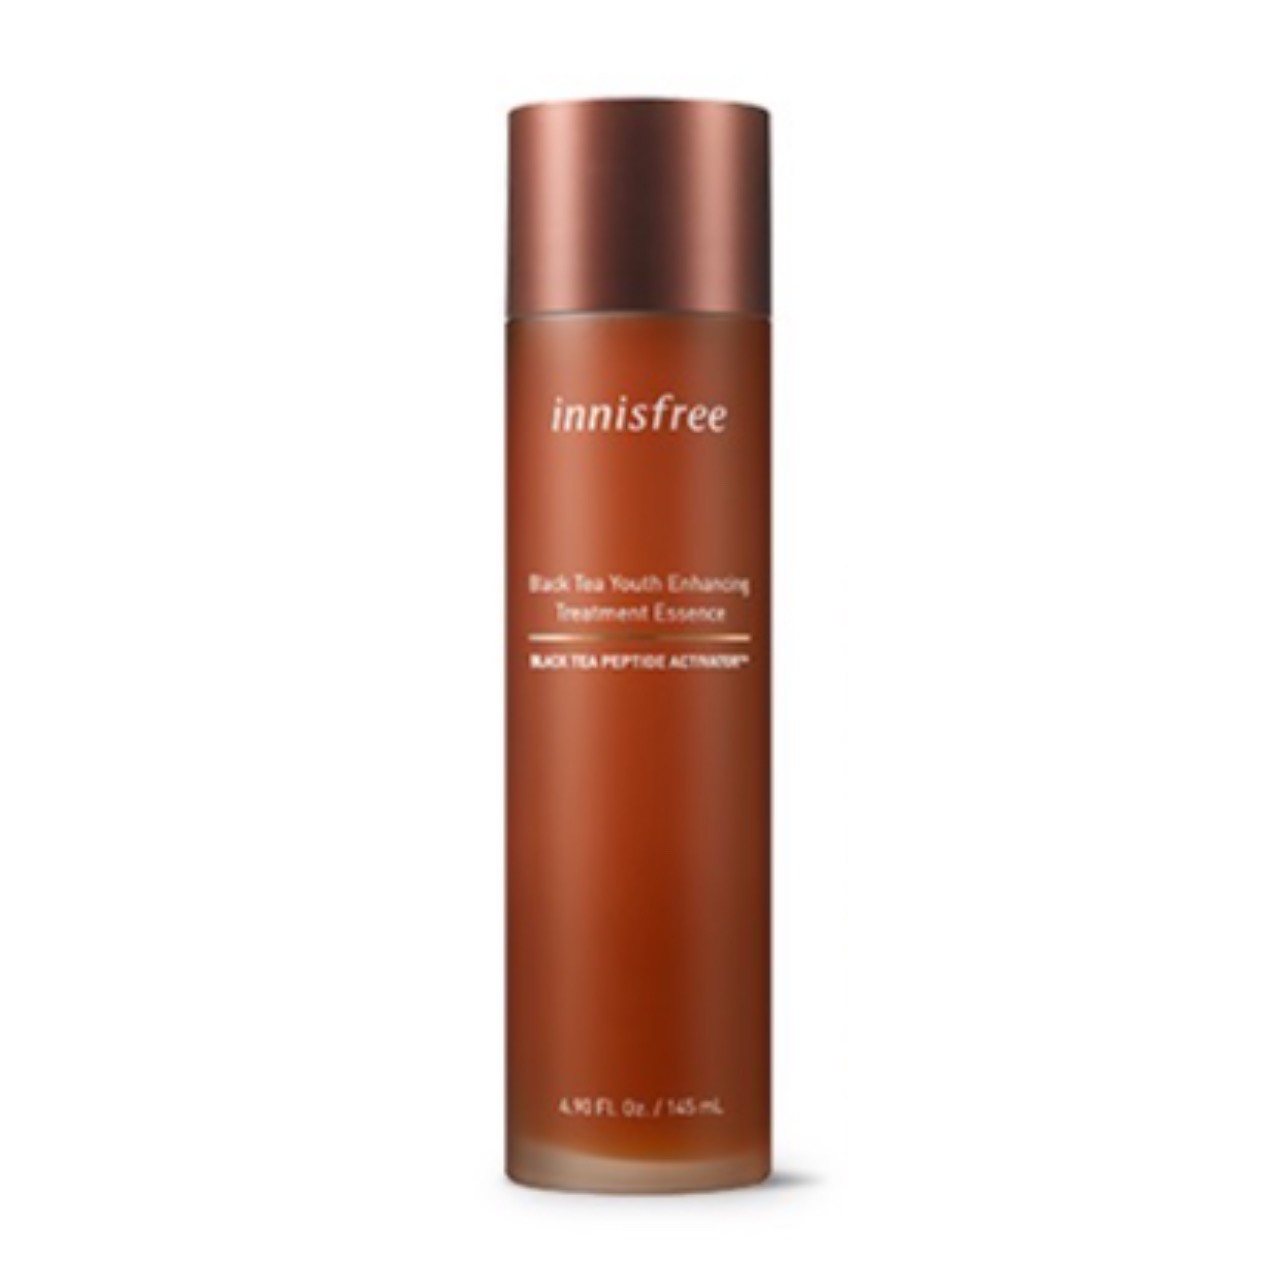 innisfree
Black Tea Youth Enhancing
Treatment Essence
BLACK TEA PEPTIDE ACTIVATOR™
4.90 FL. Oz. / 145 mL